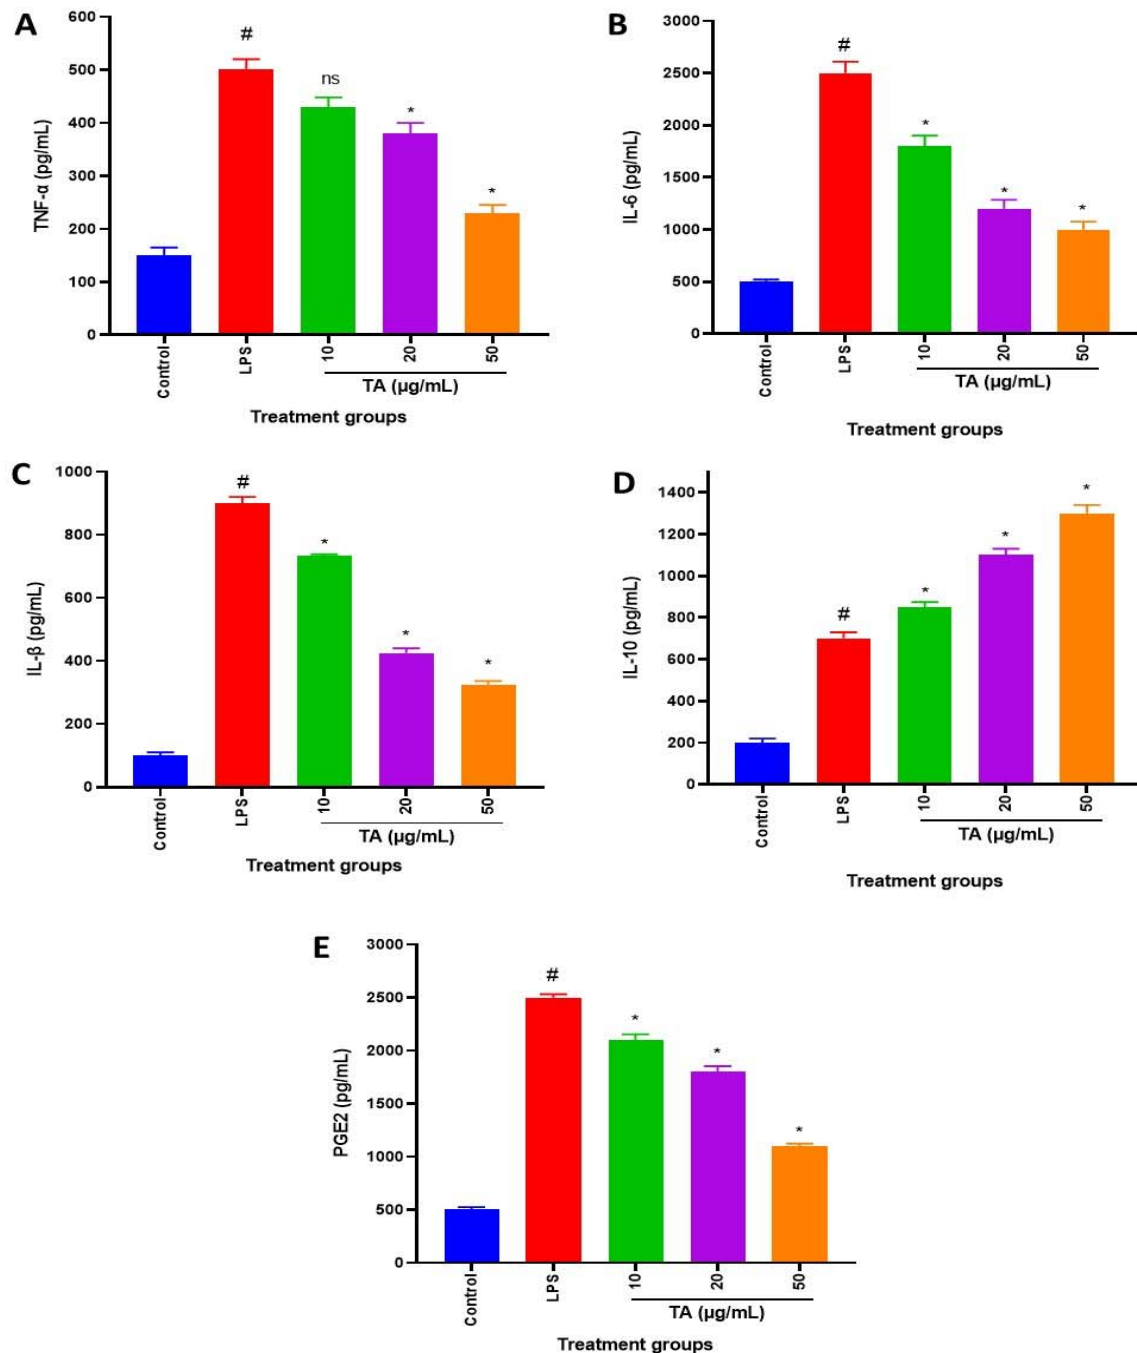 A
TNF-α (pg/mL)
600
500
400
300
200
100
0
#
ns
*
*
Control
LPS
10
20
50
TA (µg/mL)
Treatment groups
B
IL-6 (pg/mL)
3000
2500
2000
1500
1000
500
0
#
*
*
*
Control
LPS
10
20
50
TA (µg/mL)
Treatment groups
C
IL-β (pg/mL)
1000
800
600
400
200
0
#
*
*
*
Control
LPS
10
20
50
TA (µg/mL)
Treatment groups
D
IL-10 (pg/mL)
1400
1200
1000
800
600
400
200
0
#
*
*
*
Control
LPS
10
20
50
TA (µg/mL)
Treatment groups
E
PGE2 (pg/mL)
3000
2500
2000
1500
1000
500
0
#
*
*
*
Control
LPS
10
20
50
TA (µg/mL)
Treatment groups